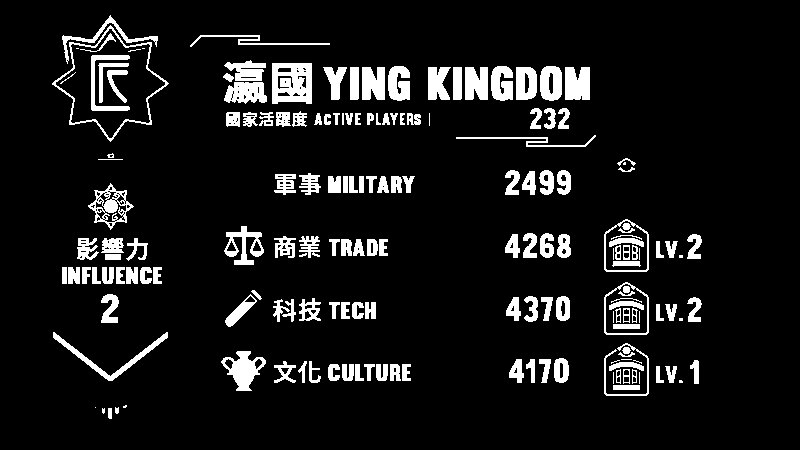 瀛國 YING KINGDOM
國家活躍度 ACTIVE PLAYERS | 232
影響力
INFLUENCE
2
軍事 MILITARY 2499
商業 TRADE 4268 LV.2
科技 TECH 4370 LV.2
文化 CULTURE 4170 LV.1